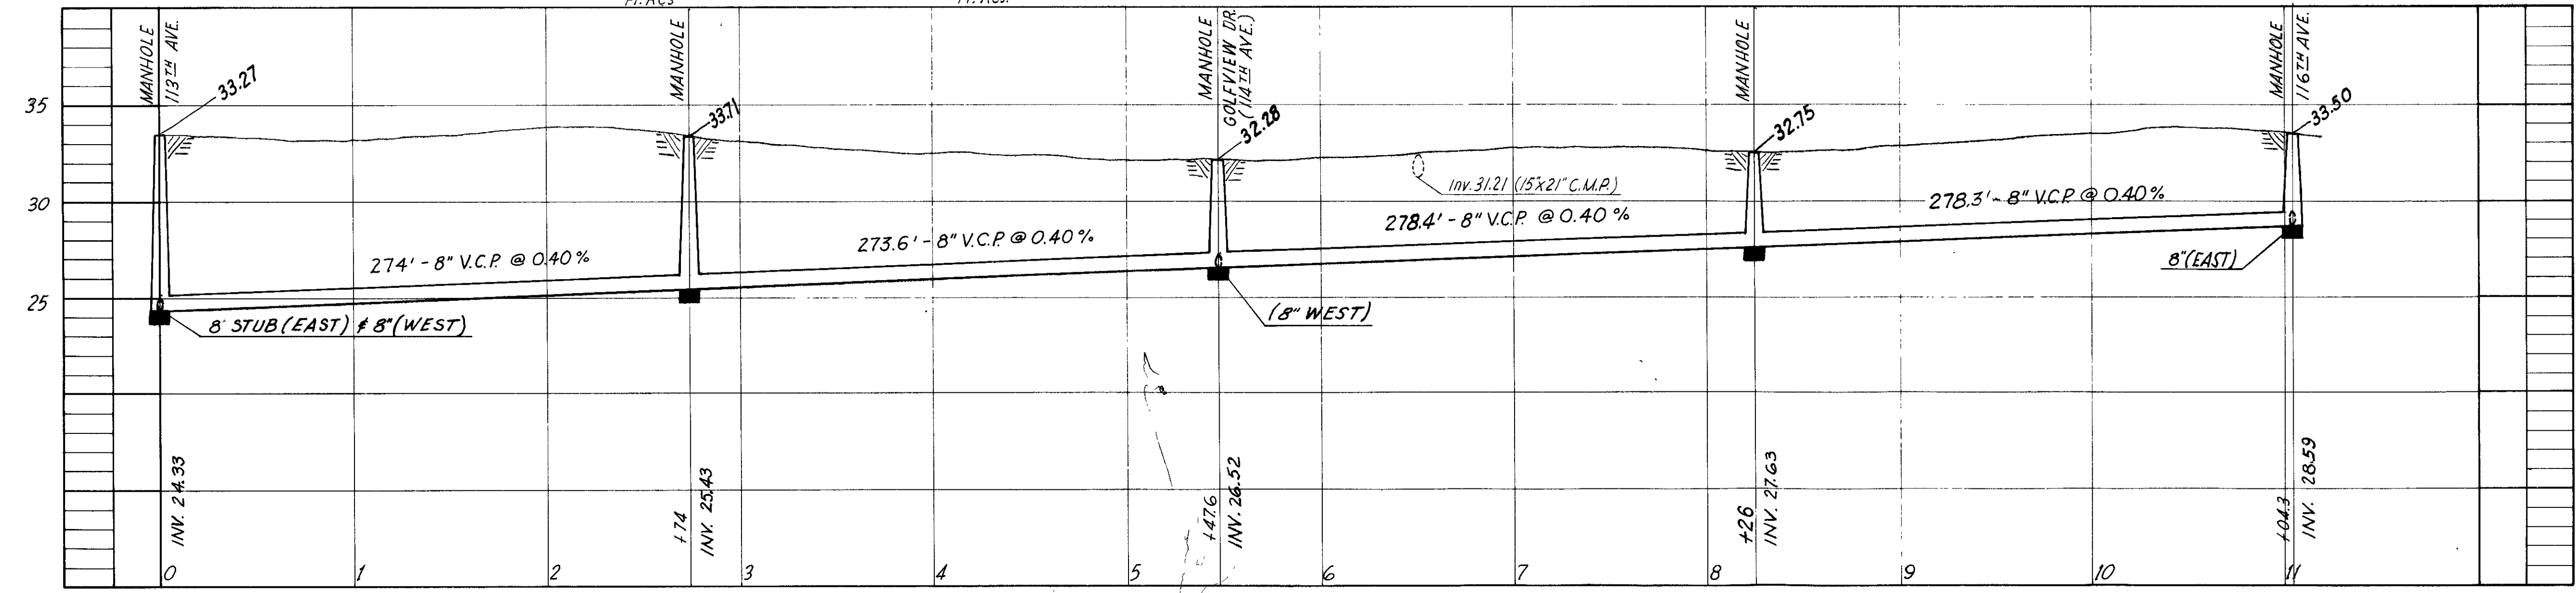 MANHOLE
113TH AVE.
33.27
MANHOLE
33.71
MANHOLE
GOLFVIEW DR.
(114TH AVE.)
32.28
MANHOLE
32.75
MANHOLE
116TH AVE.
33.50
35
30
25
274' - 8" V.C.P. @ 0.40%
273.6' - 8" V.C.P. @ 0.40%
278.4' - 8" V.C.P. @ 0.40%
278.3' - 8" V.C.P. @ 0.40%
Inv. 31.21 (15"x21" C.M.P.)
8" STUB (EAST) & 8" (WEST)
(8" WEST)
8" (EAST)
INV. 24.33
+74
INV. 25.43
+47.6
INV. 26.52
+26
INV. 27.63
+04.3
INV. 28.59
0 1 2 3 4 5 6 7 8 9 10 11